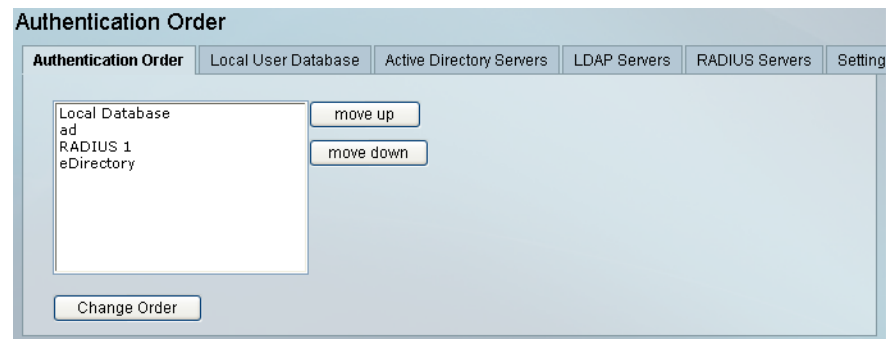 Authentication Order
Authentication Order Local User Database Active Directory Servers LDAP Servers RADIUS Servers Setting
Local Database
ad
RADIUS 1
eDirectory
move up
move down
Change Order